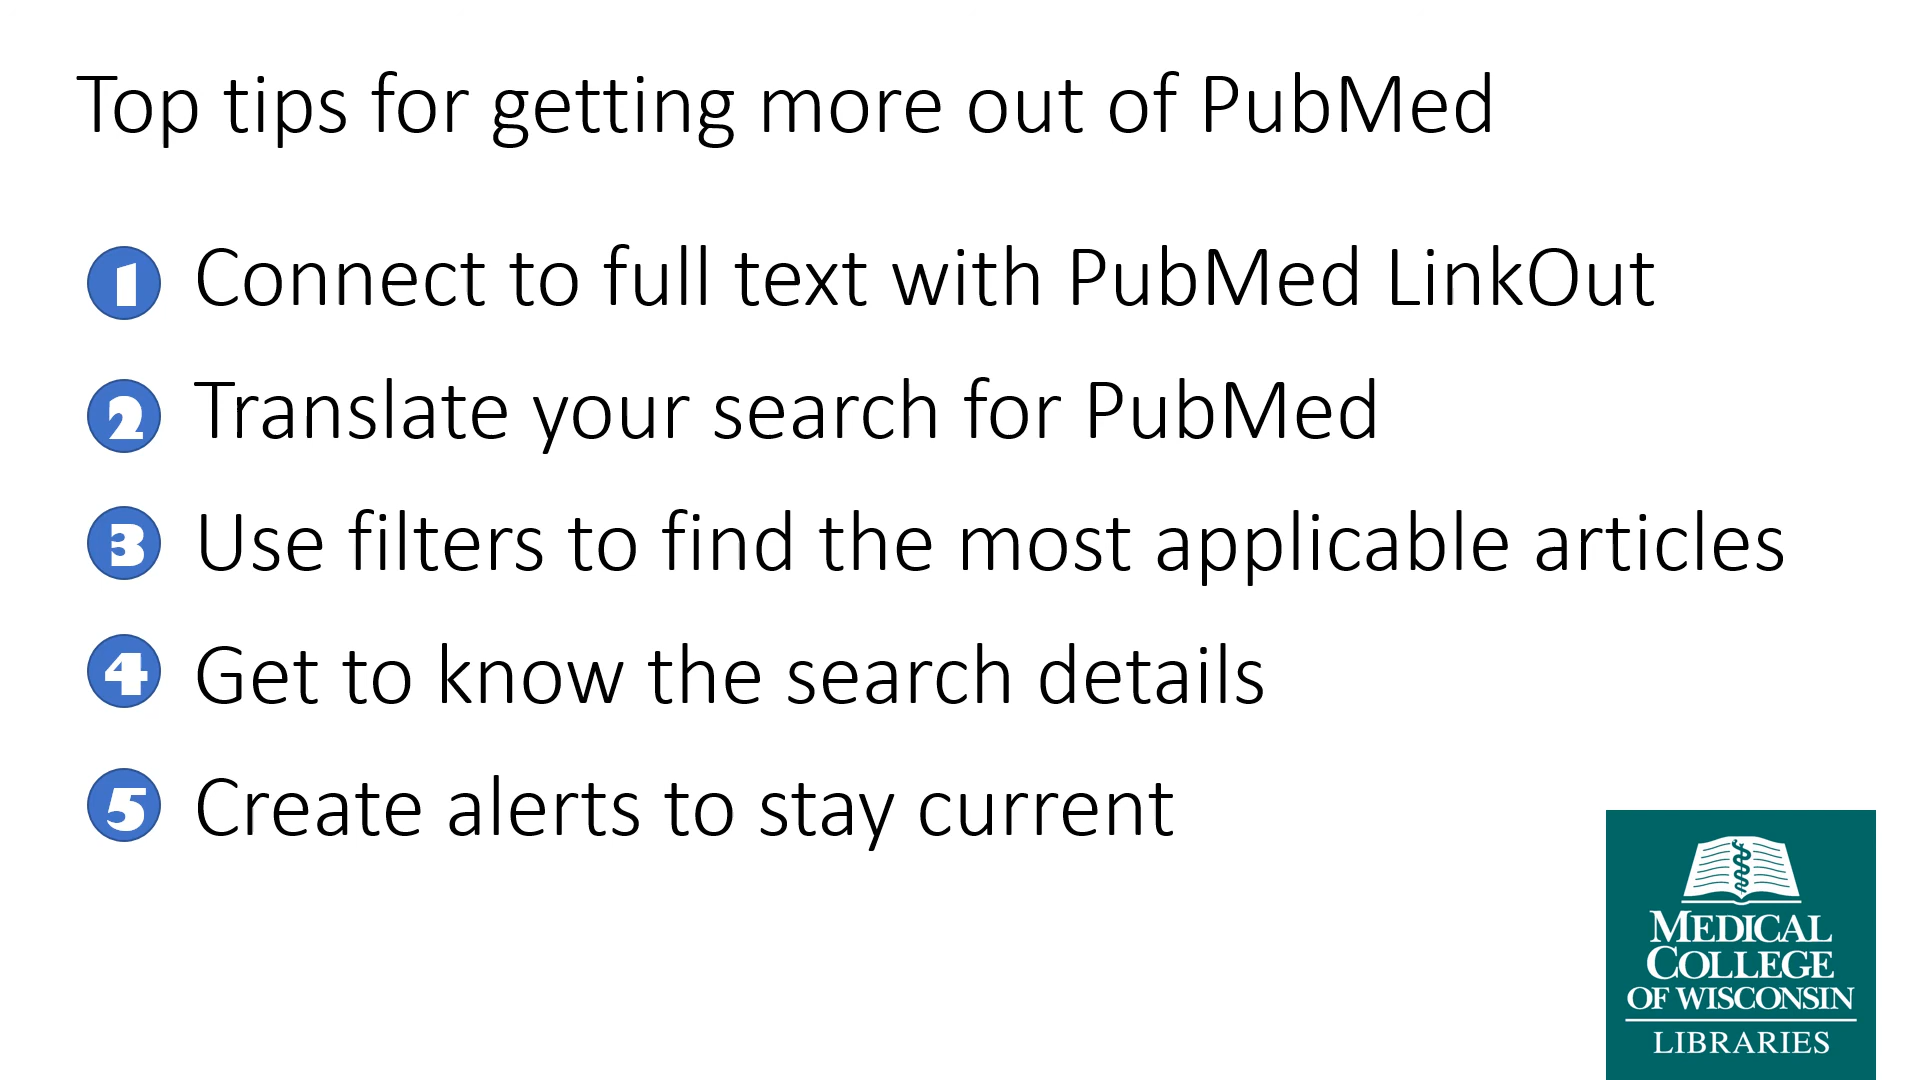 Top tips for getting more out of PubMed
1 Connect to full text with PubMed LinkOut
2 Translate your search for PubMed
3 Use filters to find the most applicable articles
4 Get to know the search details
5 Create alerts to stay current
MEDICAL
COLLEGE
OF WISCONSIN
LIBRARIES